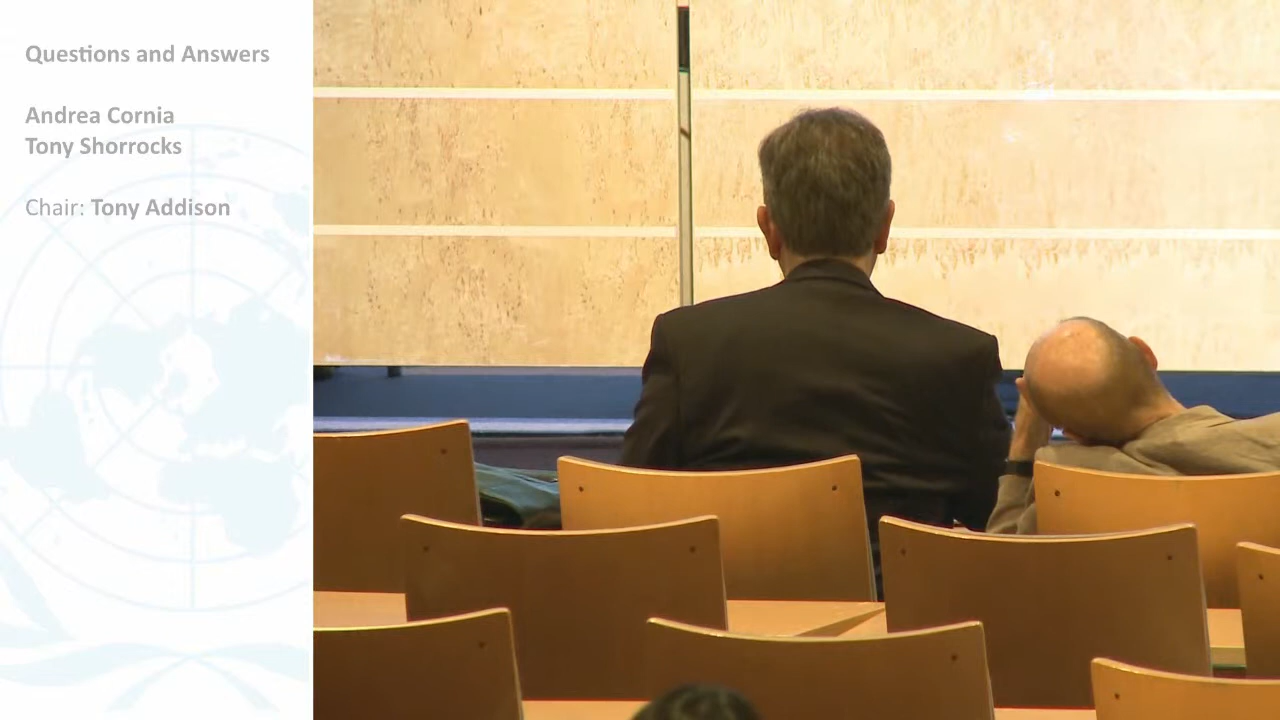 Questions and Answers
Andrea Cornia
Tony Shorrocks
Chair: Tony Addison